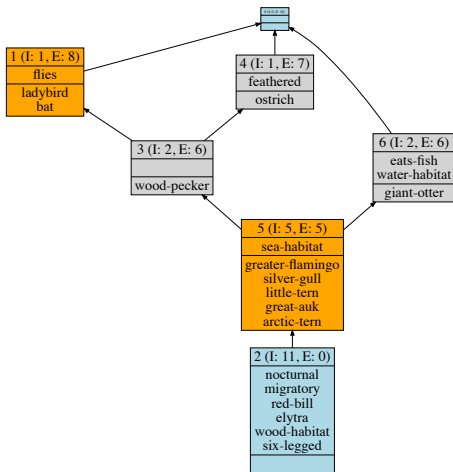 1 (I: 1, E: 8)
flies
ladybird
bat
4 (I: 1, E: 7)
feathered
ostrich
3 (I: 2, E: 6)
wood-pecker
6 (I: 2, E: 6)
eats-fish
water-habitat
giant-otter
5 (I: 5, E: 5)
sea-habitat
greater-flamingo
silver-gull
little-tern
great-auk
arctic-tern
2 (I: 11, E: 0)
nocturnal
migratory
red-bill
elytra
wood-habitat
six-legged